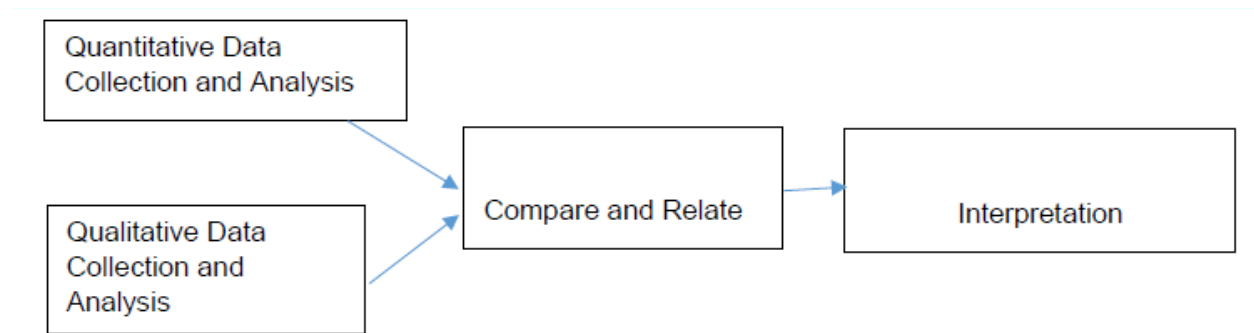 Quantitative Data
Collection and Analysis
Qualitative Data
Collection and
Analysis
Compare and Relate
Interpretation